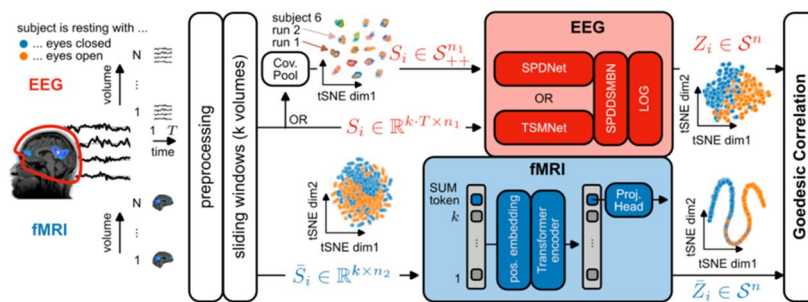 subject is resting with ...
... eyes closed
... eyes open
EEG
volume
N
⋮
1
1 T
time
fMRI
volume
N
⋮
1
preprocessing
sliding windows (k volumes)
subject 6
run 2
run 1
Cov.
Pool
tSNE dim1
OR
S_i ∈ S^{n_1}_{++}
S_i ∈ ℝ^{k·T×n_1}
tSNE dim2
tSNE dim1
S̄_i ∈ ℝ^{k×n_2}
EEG
SPDNet
OR
TSMNet
SPDDSMBN
LOG
fMRI
SUM
token
k
⋮
1
pos. embedding
Transformer
encoder
⋮
Proj.
Head
Z_i ∈ S^n
tSNE dim2
tSNE dim1
tSNE dim2
tSNE dim1
Z̄_i ∈ S^n
Geodesic Correlation